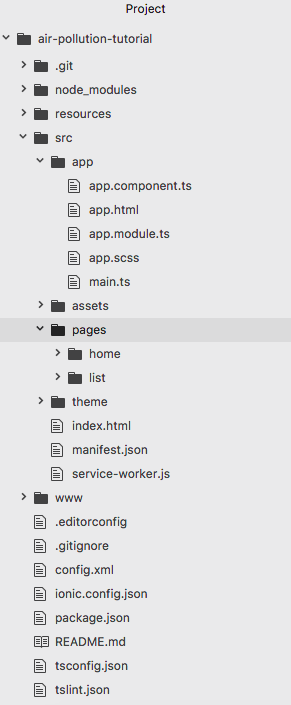 Project
air-pollution-tutorial
.git
node_modules
resources
src
app
app.component.ts
app.html
app.module.ts
app.scss
main.ts
assets
pages
home
list
theme
index.html
manifest.json
service-worker.js
www
.editorconfig
.gitignore
config.xml
ionic.config.json
package.json
README.md
tsconfig.json
tslint.json